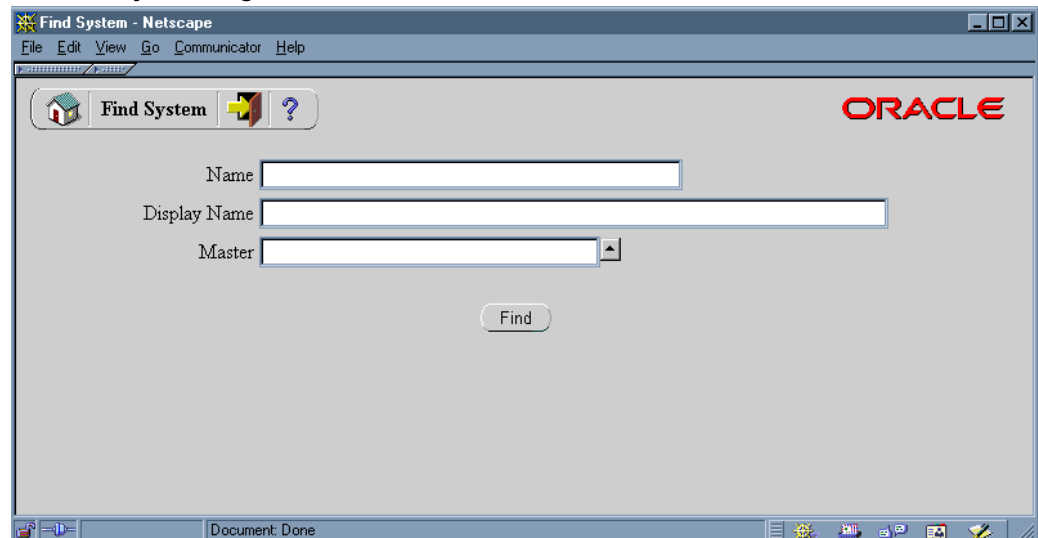 Find System - Netscape
File Edit View Go Communicator Help
Find System ? ORACLE
Name
Display Name
Master
Find
Document: Done